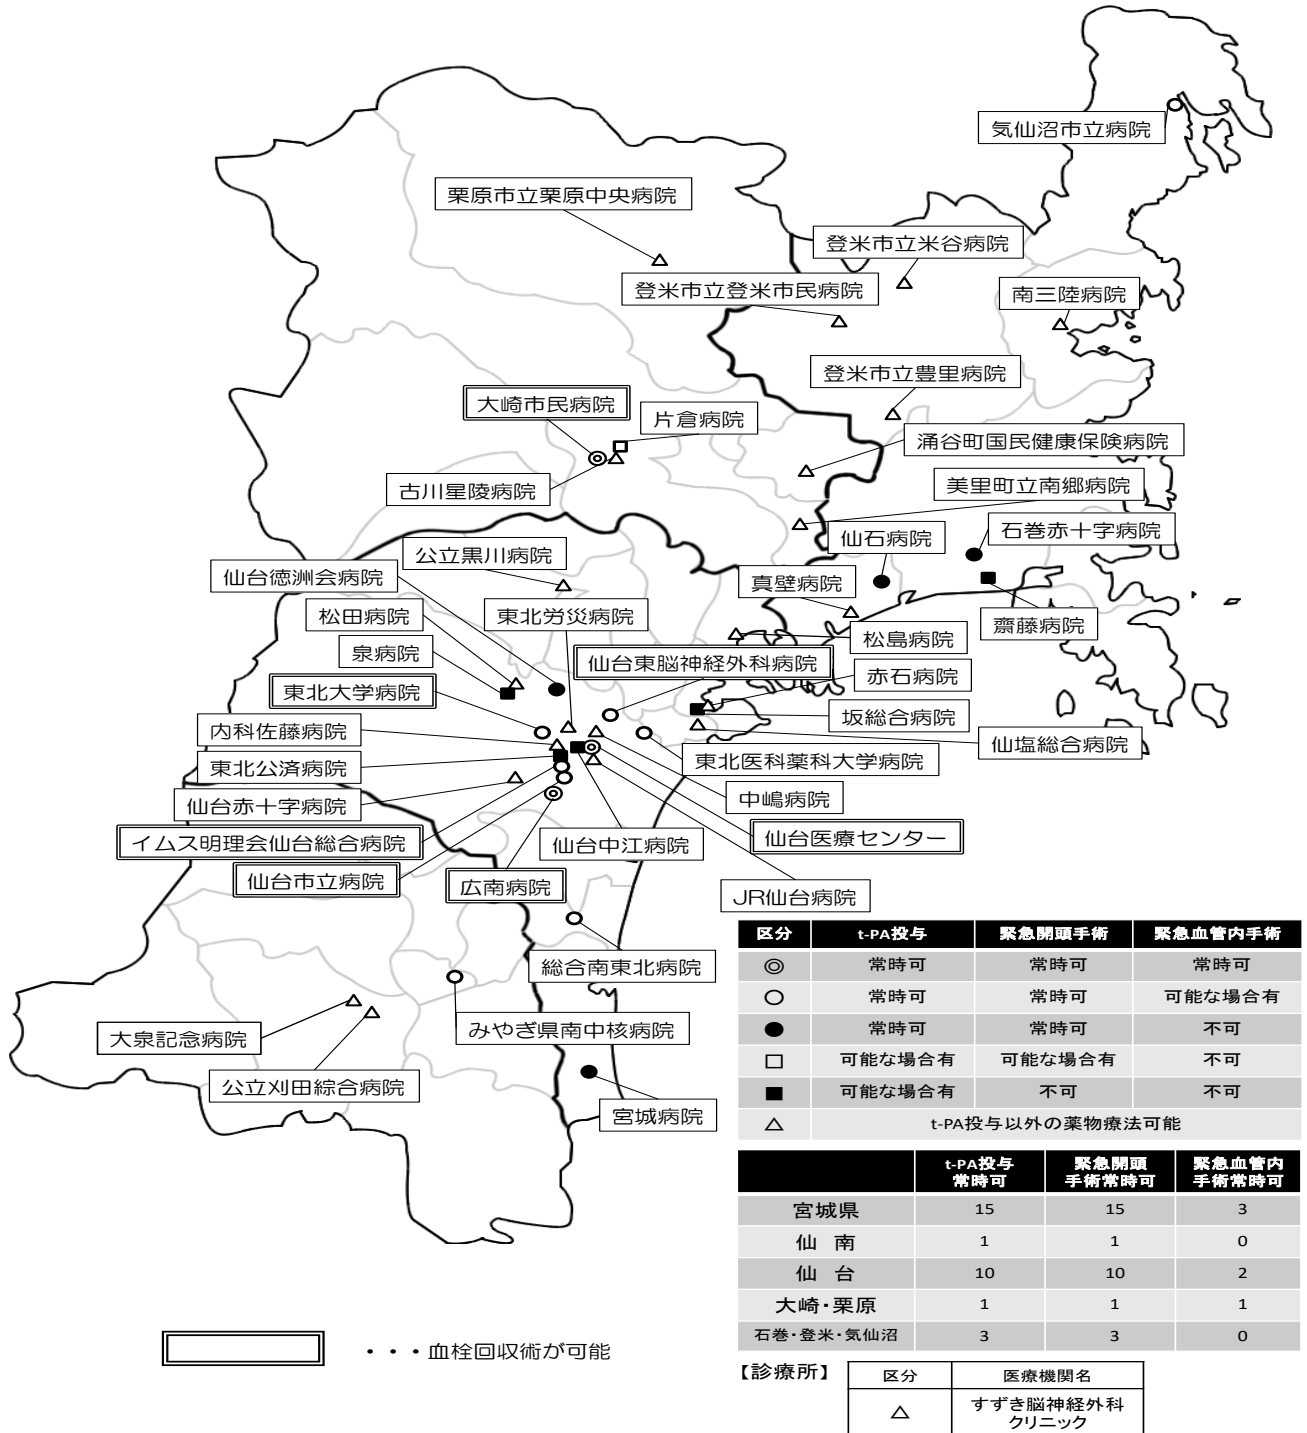 気仙沼市立病院
栗原市立栗原中央病院
登米市立米谷病院
登米市立登米市民病院
南三陸病院
登米市立豊里病院
大崎市民病院
片倉病院
涌谷町国民健康保険病院
古川星陵病院
美里町立南郷病院
仙石病院
石巻赤十字病院
公立黒川病院
仙台徳洲会病院
真壁病院
松田病院
東北労災病院
松島病院
齋藤病院
泉病院
仙台東脳神経外科病院
赤石病院
東北大学病院
坂総合病院
内科佐藤病院
仙塩総合病院
東北公済病院
東北医科薬科大学病院
仙台赤十字病院
中嶋病院
イムス明理会仙台総合病院
仙台中江病院
仙台医療センター
仙台市立病院
広南病院
JR仙台病院
総合南東北病院
みやぎ県南中核病院
大泉記念病院
公立刈田綜合病院
宮城病院
区分 t-PA投与 緊急開頭手術 緊急血管内手術
◎ 常時可 常時可 常時可
○ 常時可 常時可 可能な場合有
● 常時可 常時可 不可
□ 可能な場合有 可能な場合有 不可
■ 可能な場合有 不可 不可
△ t-PA投与以外の薬物療法可能
t-PA投与 緊急開頭 緊急血管内
常時可 手術常時可 手術常時可
宮城県 15 15 3
仙 南 1 1 0
仙 台 10 10 2
大崎・栗原 1 1 1
石巻・登米・気仙沼 3 3 0
・・・血栓回収術が可能
【診療所】 区分 医療機関名
△ すずき脳神経外科
クリニック